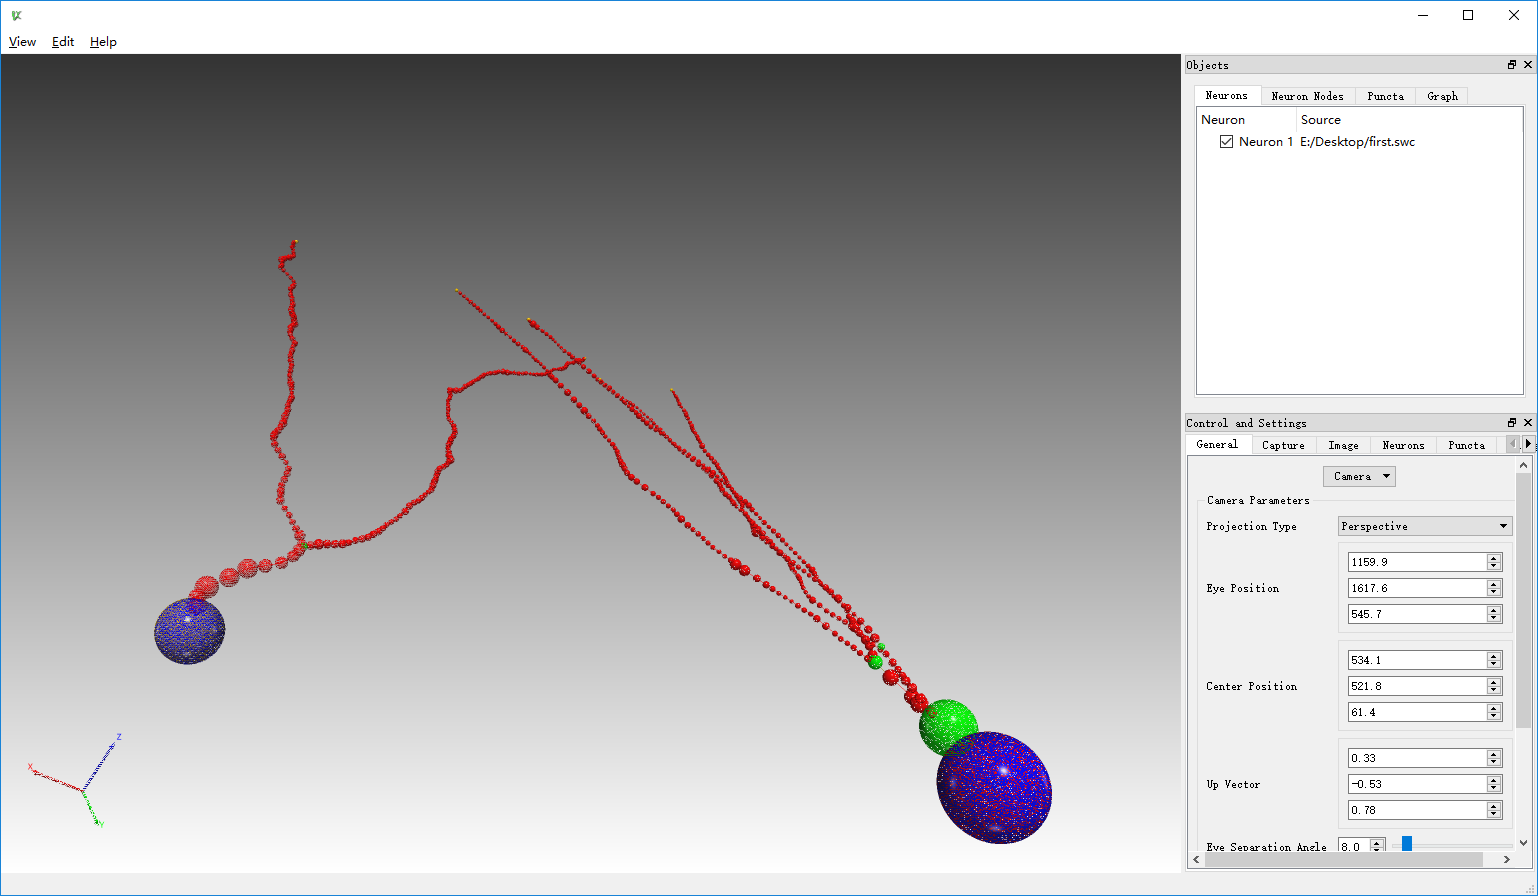 View Edit Help
Objects
Neurons Neuron Nodes Puncta Graph
Neuron Source
Neuron 1 E:/Desktop/first.swc
Control and Settings
General Capture Image Neurons Puncta
Camera
Camera Parameters
Projection Type Perspective
Eye Position
1159.9
1617.6
545.7
Center Position
534.1
521.8
61.4
Up Vector
0.33
-0.53
0.78
Eye Separation Angle 8.0
X
Y
Z